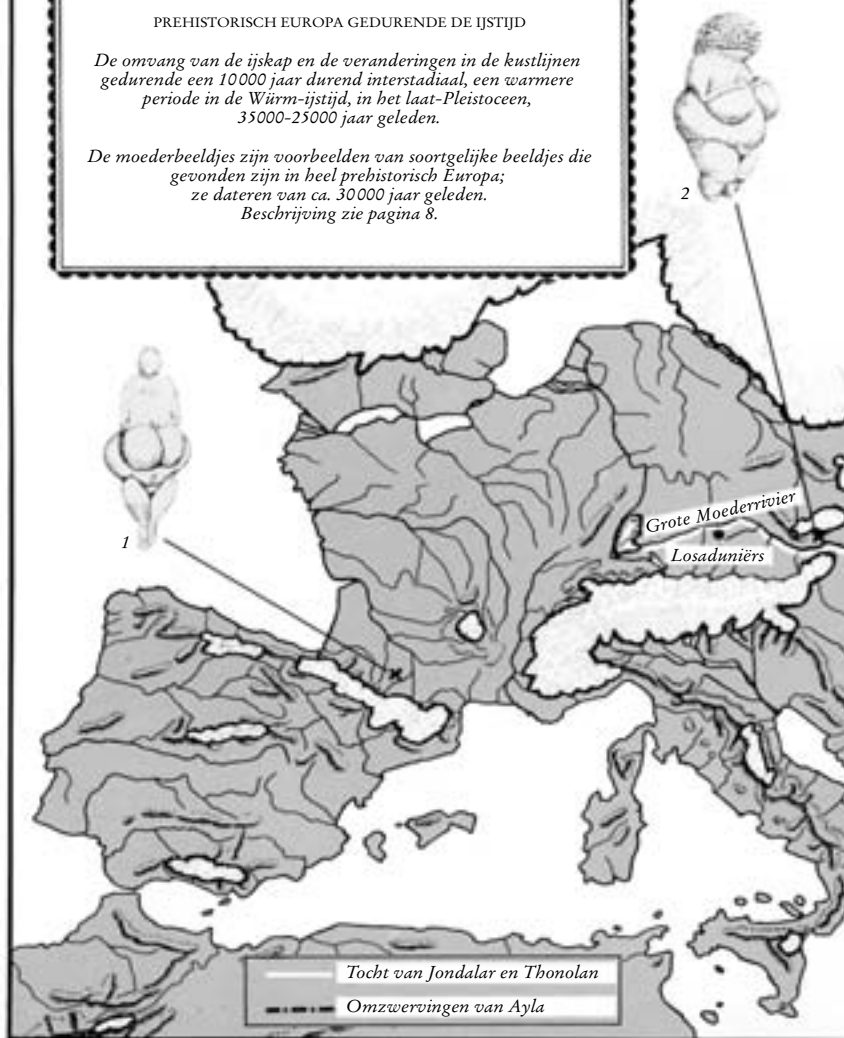 PREHISTORISCH EUROPA GEDURENDE DE IJSTIJD
De omvang van de ijskap en de veranderingen in de kustlijnen
gedurende een 10000 jaar durend interstadiaal, een warmere
periode in de Würm-ijstijd, in het laat-Pleistoceen,
35000-25000 jaar geleden.
De moederbeeldjes zijn voorbeelden van soortgelijke beeldjes die
gevonden zijn in heel prehistorisch Europa;
ze dateren van ca. 30000 jaar geleden.
Beschrijving zie pagina 8.
2
1
Grote Moederrivier
Losaduniërs
Tocht van Jondalar en Thonolan
Omzwervingen van Ayla